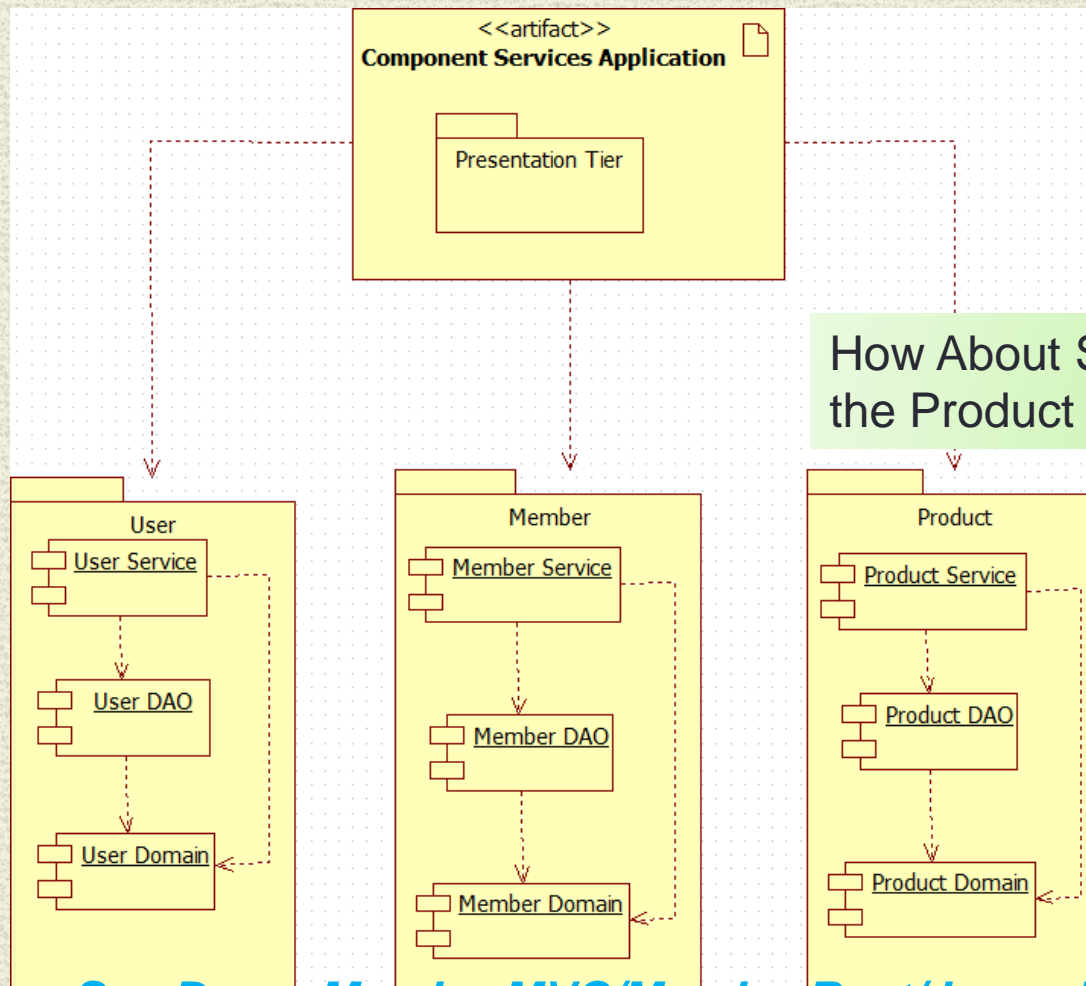 <<artifact>>
Component Services Application
Presentation Tier
How About
the Product
User
User Service
User DAO
User Domain
Member
Member Service
Member DAO
Member Domain
Product
Product Service
Product DAO
Product Domain